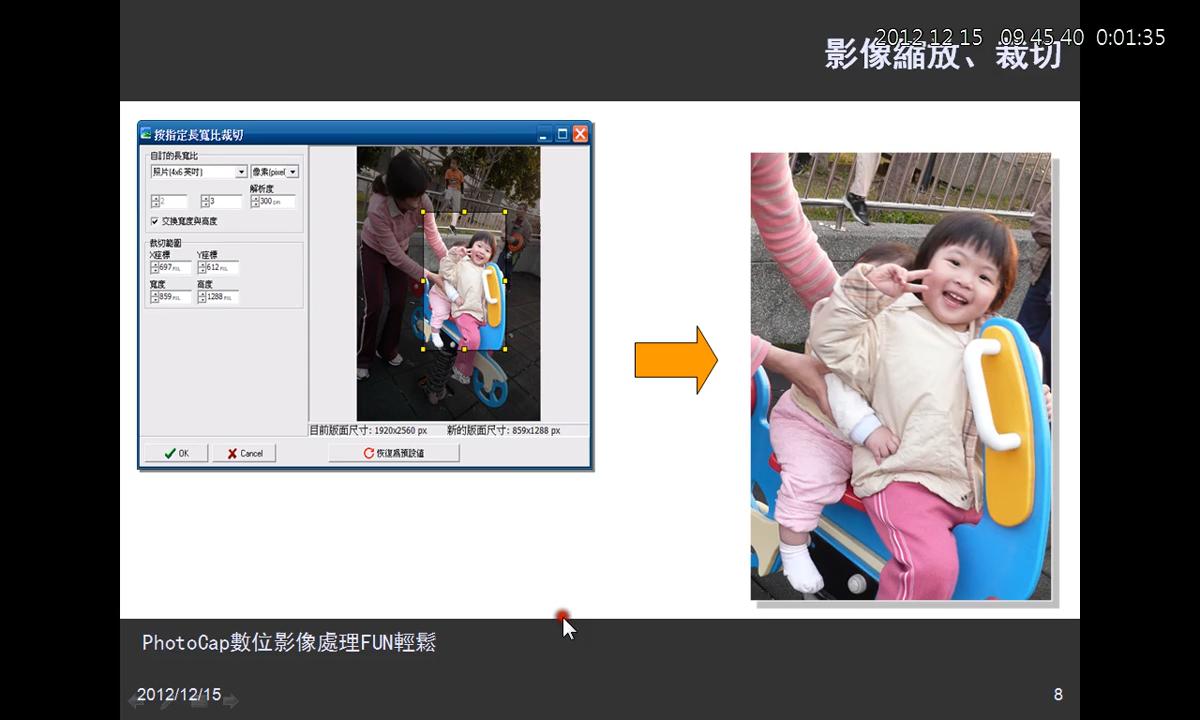 2012 12 15 09.45.40 0:01:35
影像縮放、裁切
按指定長寬比裁切
自訂的長寬比
照片(4x6 英吋)
像素(pixel
解析度
2
3
300
交換寬度與高度
裁切範圍
X座標
Y座標
697
612
寬度
高度
859
1288
目前版面尺寸: 1920x2560 px 新的版面尺寸: 859x1288 px
OK
Cancel
恢復為預設值
PhotoCap數位影像處理FUN輕鬆
2012/12/15
8